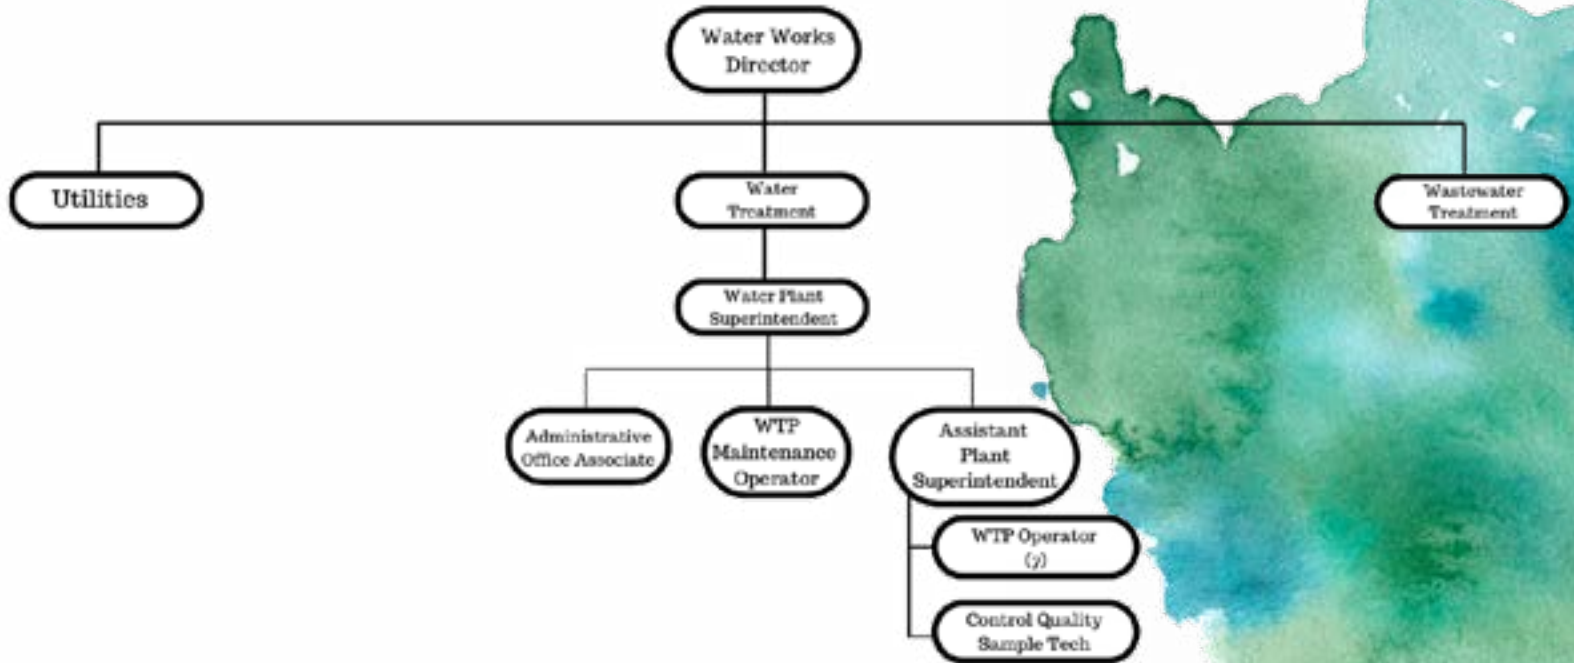 Water Works
Director
Utilities
Water
Treatment
Wastewater
Treatment
Water Plant
Superintendent
Administrative
Office Associate
WTP
Maintenance
Operator
Assistant
Plant
Superintendent
WTP Operator
(7)
Control Quality
Sample Tech